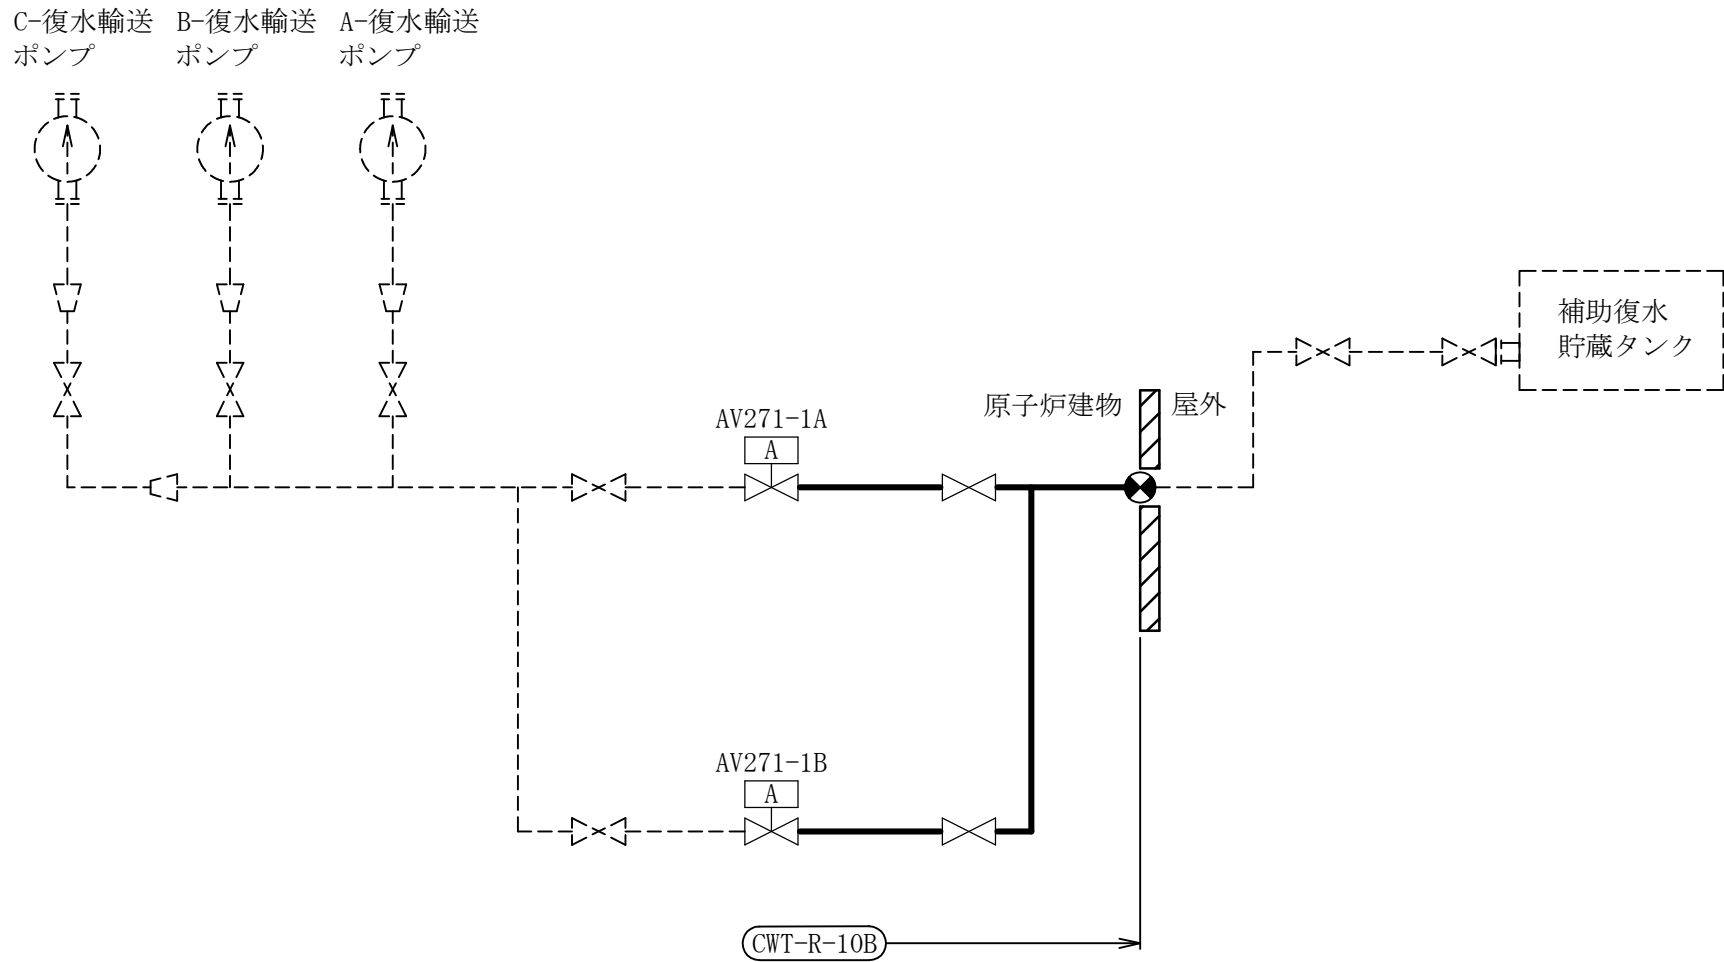 C-復水輸送
ポンプ
B-復水輸送
ポンプ
A-復水輸送
ポンプ
補助復水
貯蔵タンク
原子炉建物
屋外
AV271-1A
A
AV271-1B
A
CWT-R-10B